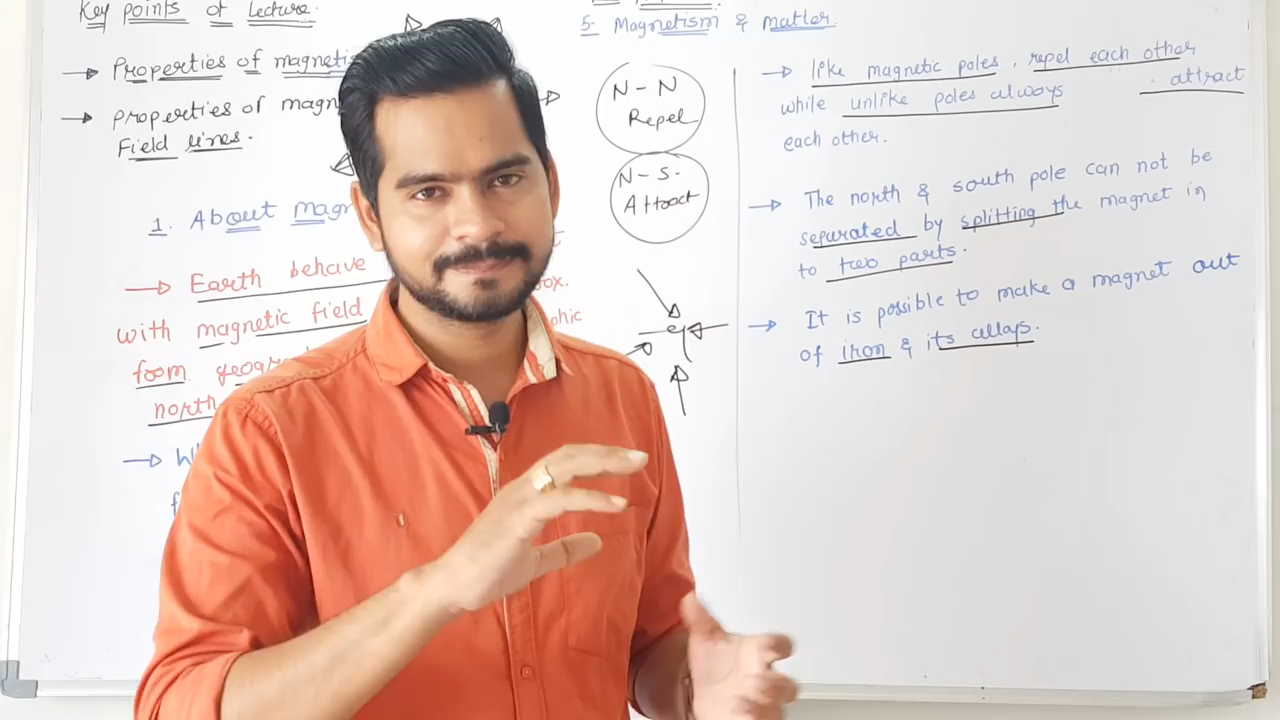 Key points of Lecture.
→ Properties of magnetis
→ properties of magn
Field lines.
1. About magn
→ Earth behave
with magnetic field
from geogr
north
5. Magnetism & matter.
N - N
Repel
N - S.
Attract
→ like magnetic poles, repel each other
while unlike poles always attract
each other.
→ The north & south pole can not be
separated by splitting the magnet in
to two parts.
→ It is possible to make a magnet out
of iron & its allays.